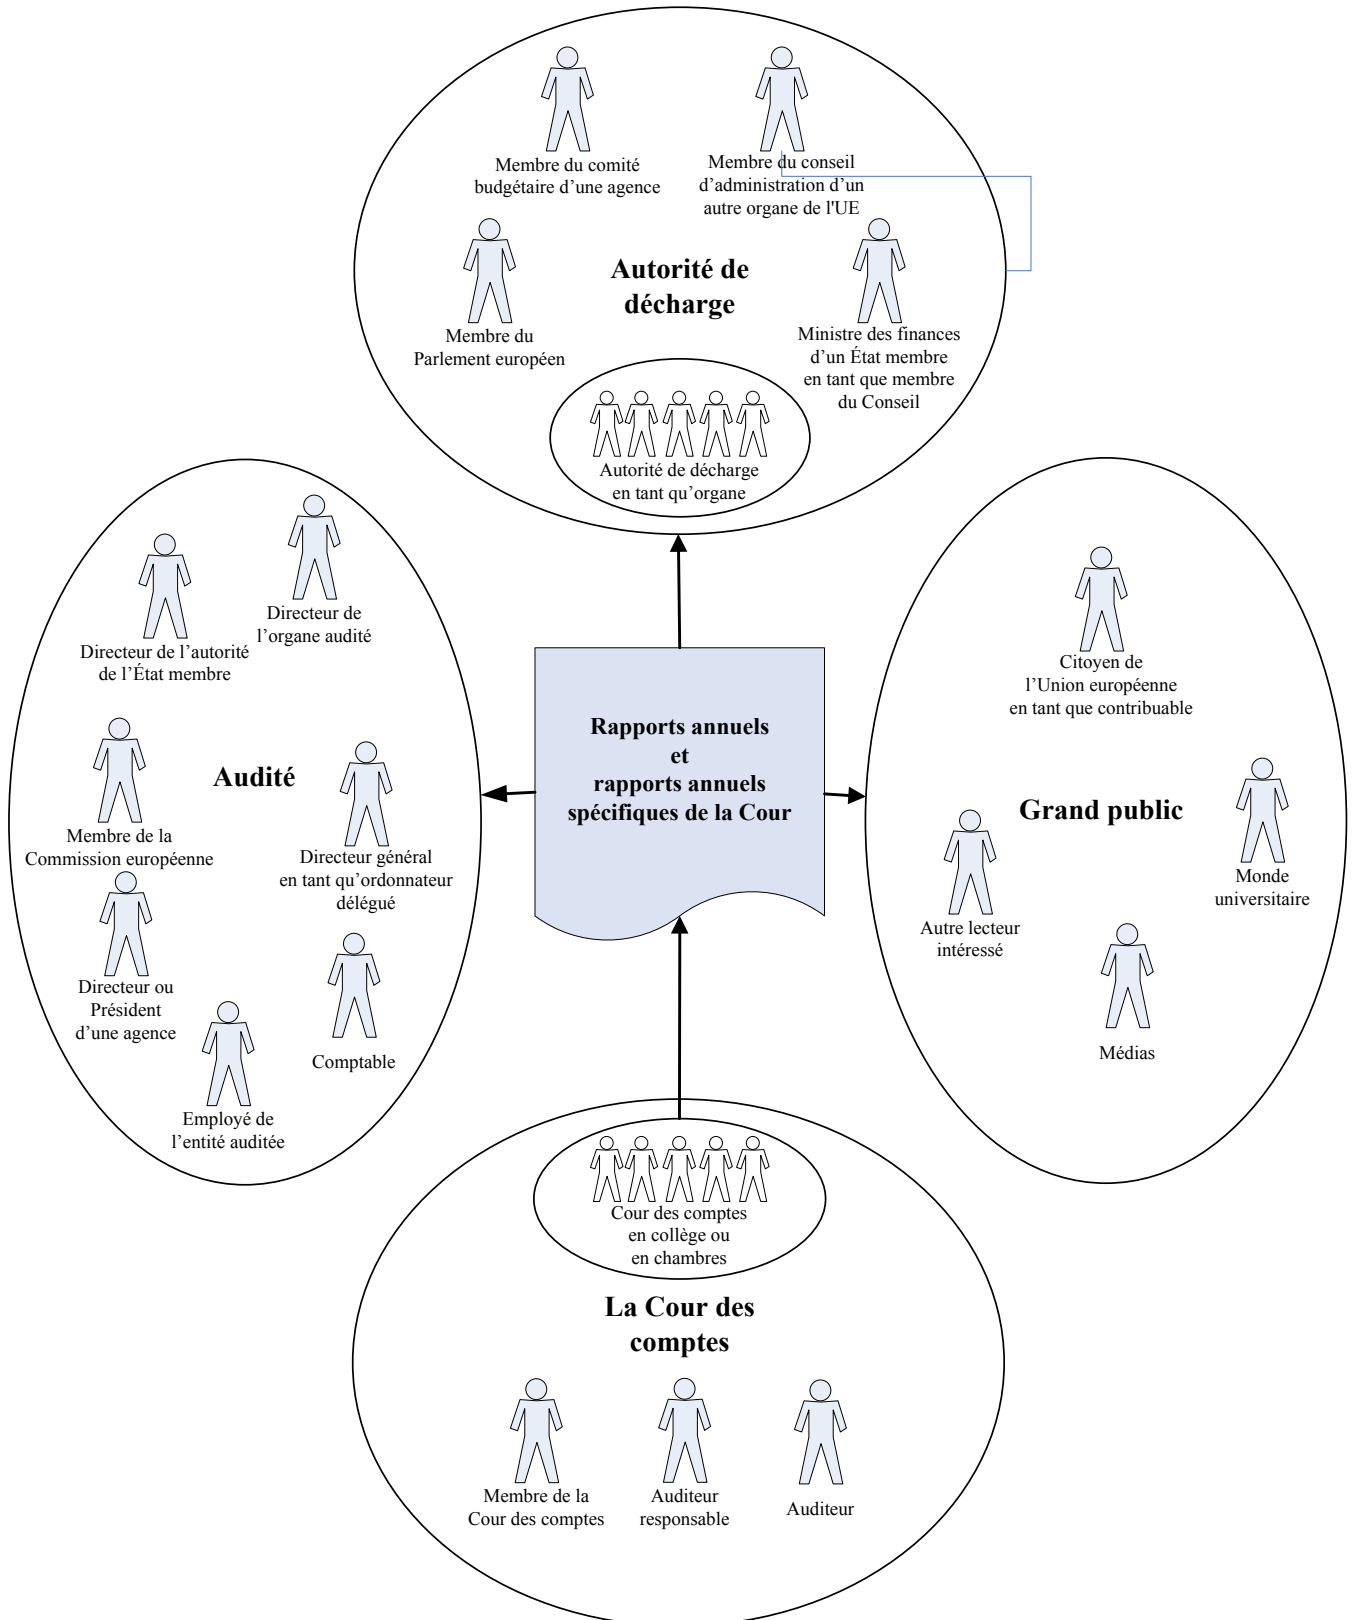 Membre du comité
budgétaire d'une agence
Membre du conseil
d'administration d'un
autre organe de l'UE
Autorité de
décharge
Membre du
Parlement européen
Ministre des finances
d'un État membre
en tant que membre
du Conseil
Autorité de décharge
en tant qu'organe
Directeur de
l'organe audité
Directeur de l'autorité
de l'État membre
Audité
Membre de la
Commission européenne
Directeur général
en tant qu'ordonnateur
délégué
Directeur ou
Président
d'une agence
Comptable
Employé de
l'entité auditée
Rapports annuels
et
rapports annuels
spécifiques de la Cour
Citoyen de
l'Union européenne
en tant que contribuable
Grand public
Monde
universitaire
Autre lecteur
intéressé
Médias
Cour des comptes
en collège ou
en chambres
La Cour des
comptes
Membre de la
Cour des comptes
Auditeur
responsable
Auditeur